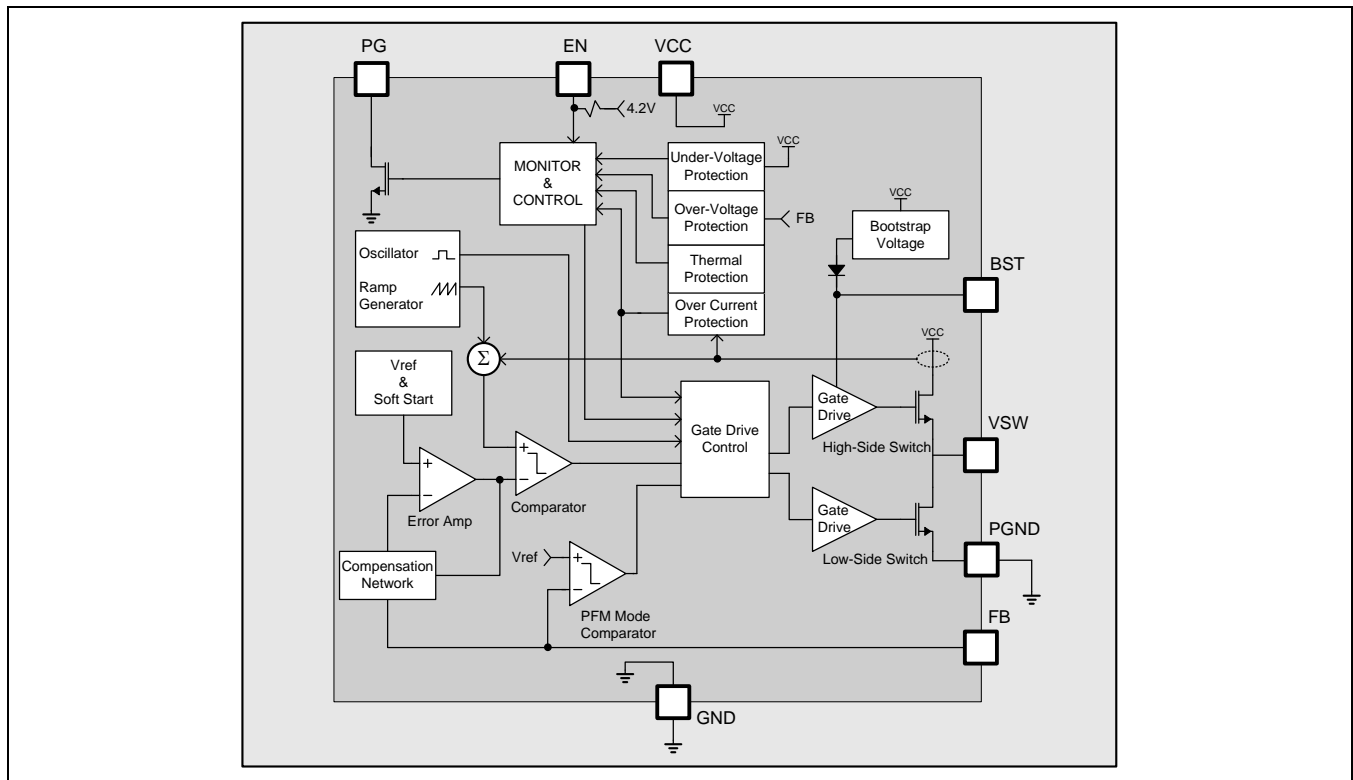 PG
EN
VCC
4.2V
VCC
MONITOR
&
CONTROL
Under-Voltage
Protection
VCC
Over-Voltage
Protection
FB
Thermal
Protection
Over Current
Protection
VCC
Bootstrap
Voltage
BST
Oscillator
Ramp
Generator
Σ
VCC
Vref
&
Soft Start
Gate Drive
Control
Gate
Drive
High-Side Switch
VSW
+
−
Error Amp
+
−
Comparator
Gate
Drive
Low-Side Switch
PGND
Compensation
Network
Vref
+
−
PFM Mode
Comparator
FB
GND